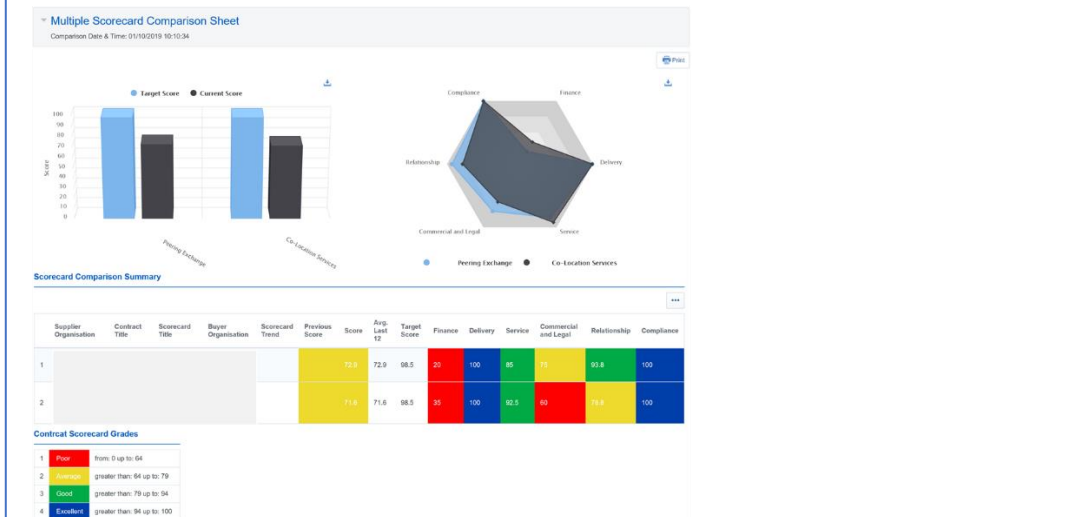 Multiple Scorecard Comparison Sheet
Comparison Date & Time: 01/10/2019 10:10:34
Print
Target Score Current Score
100
90
80
70
60
50
40
30
20
10
0
Score
Peering Exchange
Co-Location Services
Compliance
Finance
Relationship
Delivery
Commercial and Legal
Service
Peering Exchange Co-Location Services
Scorecard Comparison Summary
Supplier Organisation Contract Title Scorecard Title Buyer Organisation Scorecard Trend Previous Score Score Avg. Last 12 Target Score Finance Delivery Service Commercial and Legal Relationship Compliance
1 72.9 72.9 98.5 20 100 85 75 93.8 100
2 71.6 71.6 98.5 35 100 92.5 60 100
Contrcat Scorecard Grades
1 Poor from: 0 up to: 64
2 Average greater than: 64 up to: 79
3 Good greater than: 79 up to: 94
4 Excellent greater than: 94 up to: 100